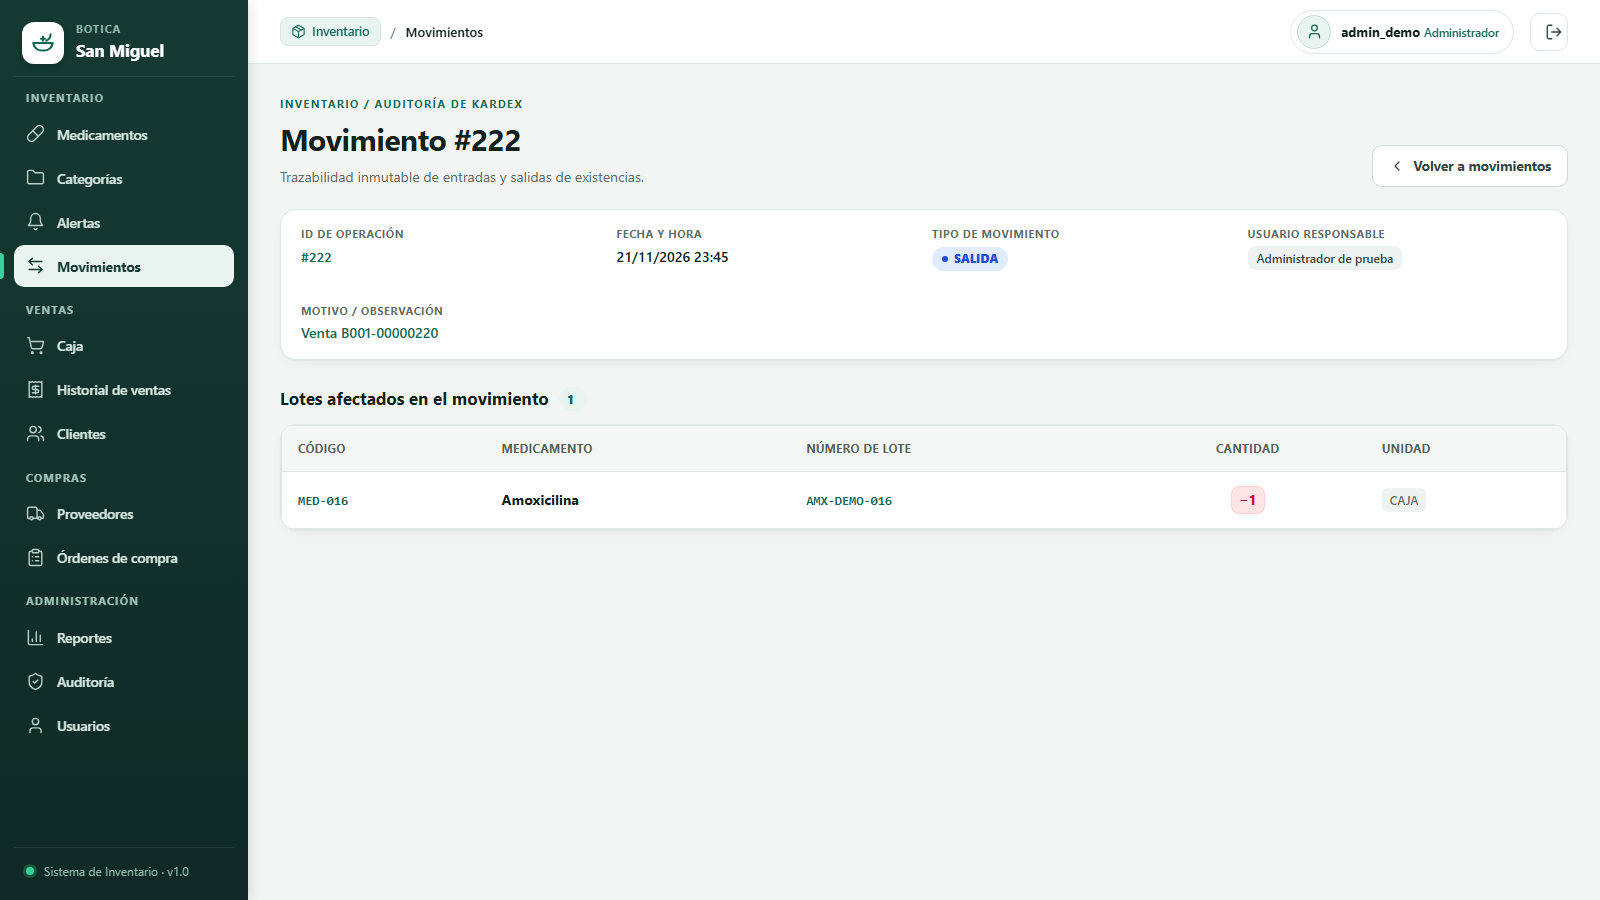 BOTICA
San Miguel
INVENTARIO
Medicamentos
Categorías
Alertas
Movimientos
VENTAS
Caja
Historial de ventas
Clientes
COMPRAS
Proveedores
Órdenes de compra
ADMINISTRACIÓN
Reportes
Auditoría
Usuarios
Sistema de Inventario · v1.0
Inventario / Movimientos
admin_demo Administrador
INVENTARIO / AUDITORÍA DE KARDEX
Movimiento #222
Trazabilidad inmutable de entradas y salidas de existencias.
Volver a movimientos
ID DE OPERACIÓN FECHA Y HORA TIPO DE MOVIMIENTO USUARIO RESPONSABLE
#222 21/11/2026 23:45 SALIDA Administrador de prueba
MOTIVO / OBSERVACIÓN
Venta B001-00000220
Lotes afectados en el movimiento 1
CÓDIGO MEDICAMENTO NÚMERO DE LOTE CANTIDAD UNIDAD
MED-016 Amoxicilina AMX-DEMO-016 −1 CAJA